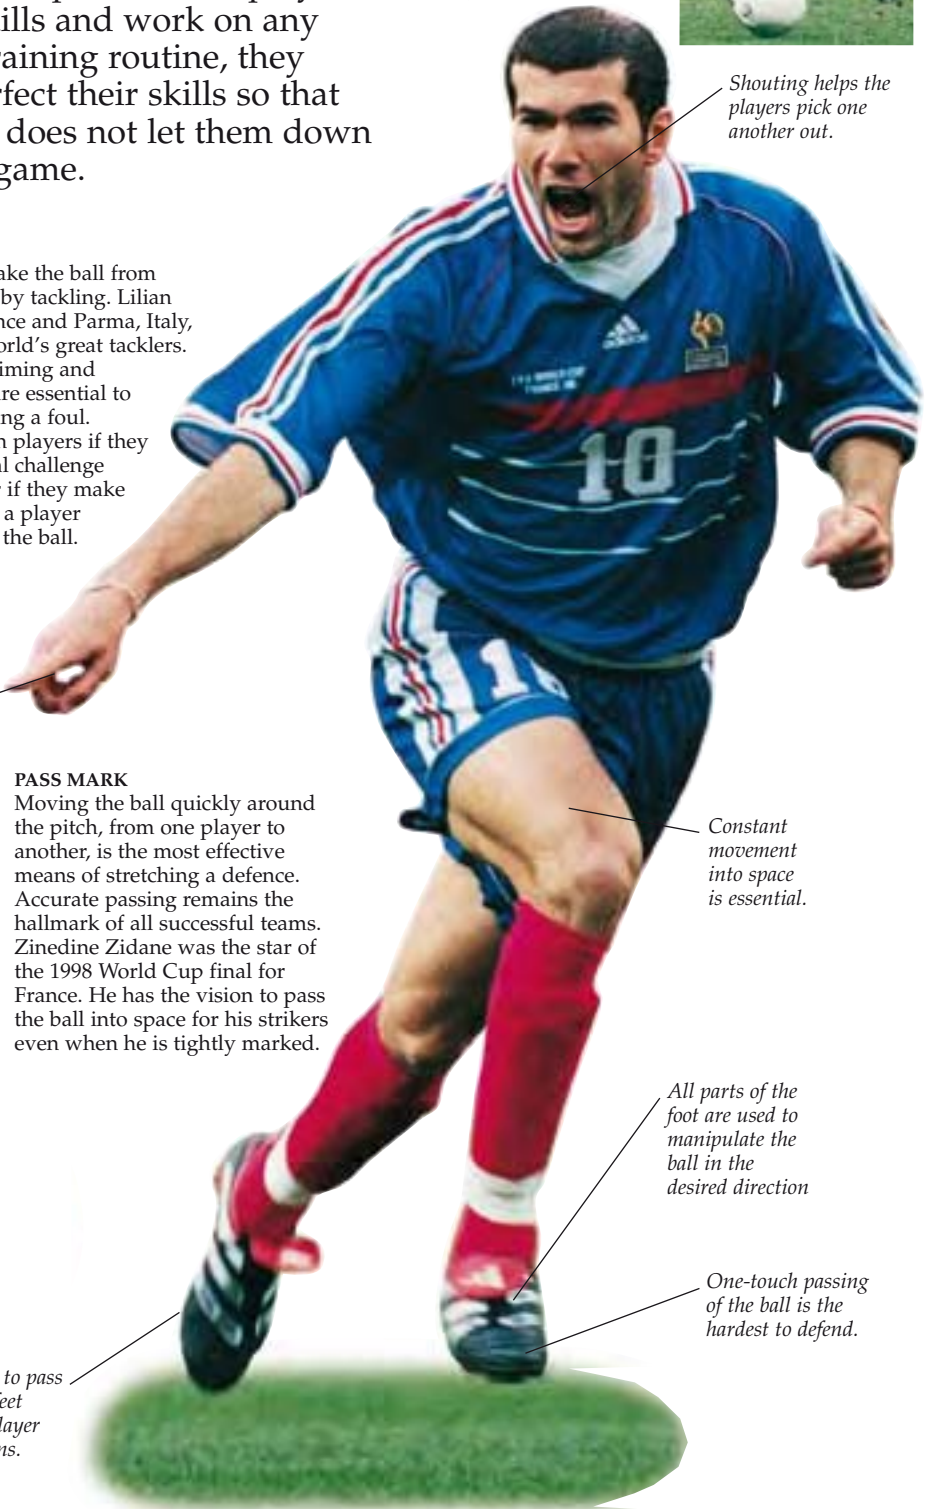 ills and work on any
raining routine, they
rfect their skills so that
does not let them down
game.
ake the ball from
by tackling. Lilian
nce and Parma, Italy,
orld's great tacklers.
iming and
re essential to
ng a foul.
n players if they
l challenge
if they make
a player
the ball.
Shouting helps the
players pick one
another out.
adidas
10
PASS MARK
Moving the ball quickly around
the pitch, from one player to
another, is the most effective
means of stretching a defence.
Accurate passing remains the
hallmark of all successful teams.
Zinedine Zidane was the star of
the 1998 World Cup final for
France. He has the vision to pass
the ball into space for his strikers
even when he is tightly marked.
Constant
movement
into space
is essential.
All parts of the
foot are used to
manipulate the
ball in the
desired direction
One-touch passing
of the ball is the
hardest to defend.
to pass
feet
layer
ns.